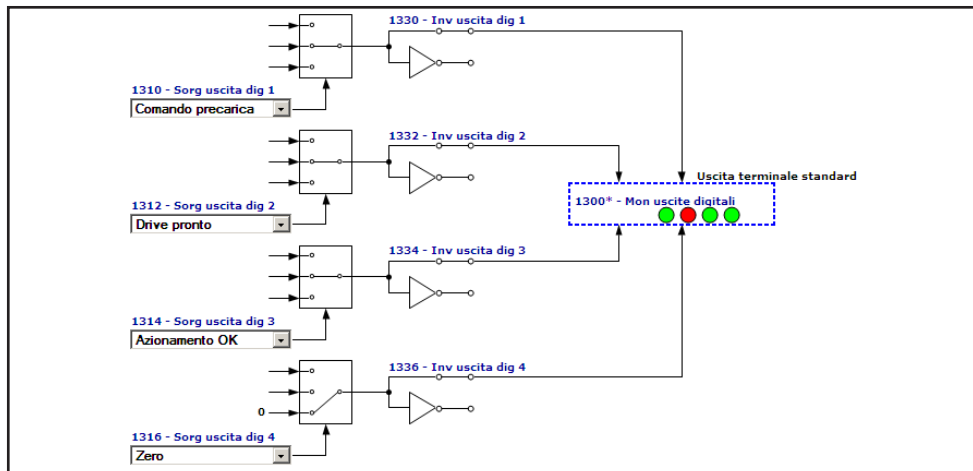 1330 - Inv uscita dig 1
1310 - Sorg uscita dig 1
Comando precarica
1332 - Inv uscita dig 2
Uscita terminale standard
1300* - Mon uscite digitali
1312 - Sorg uscita dig 2
Drive pronto
1334 - Inv uscita dig 3
1314 - Sorg uscita dig 3
Azionamento OK
1336 - Inv uscita dig 4
0
1316 - Sorg uscita dig 4
Zero